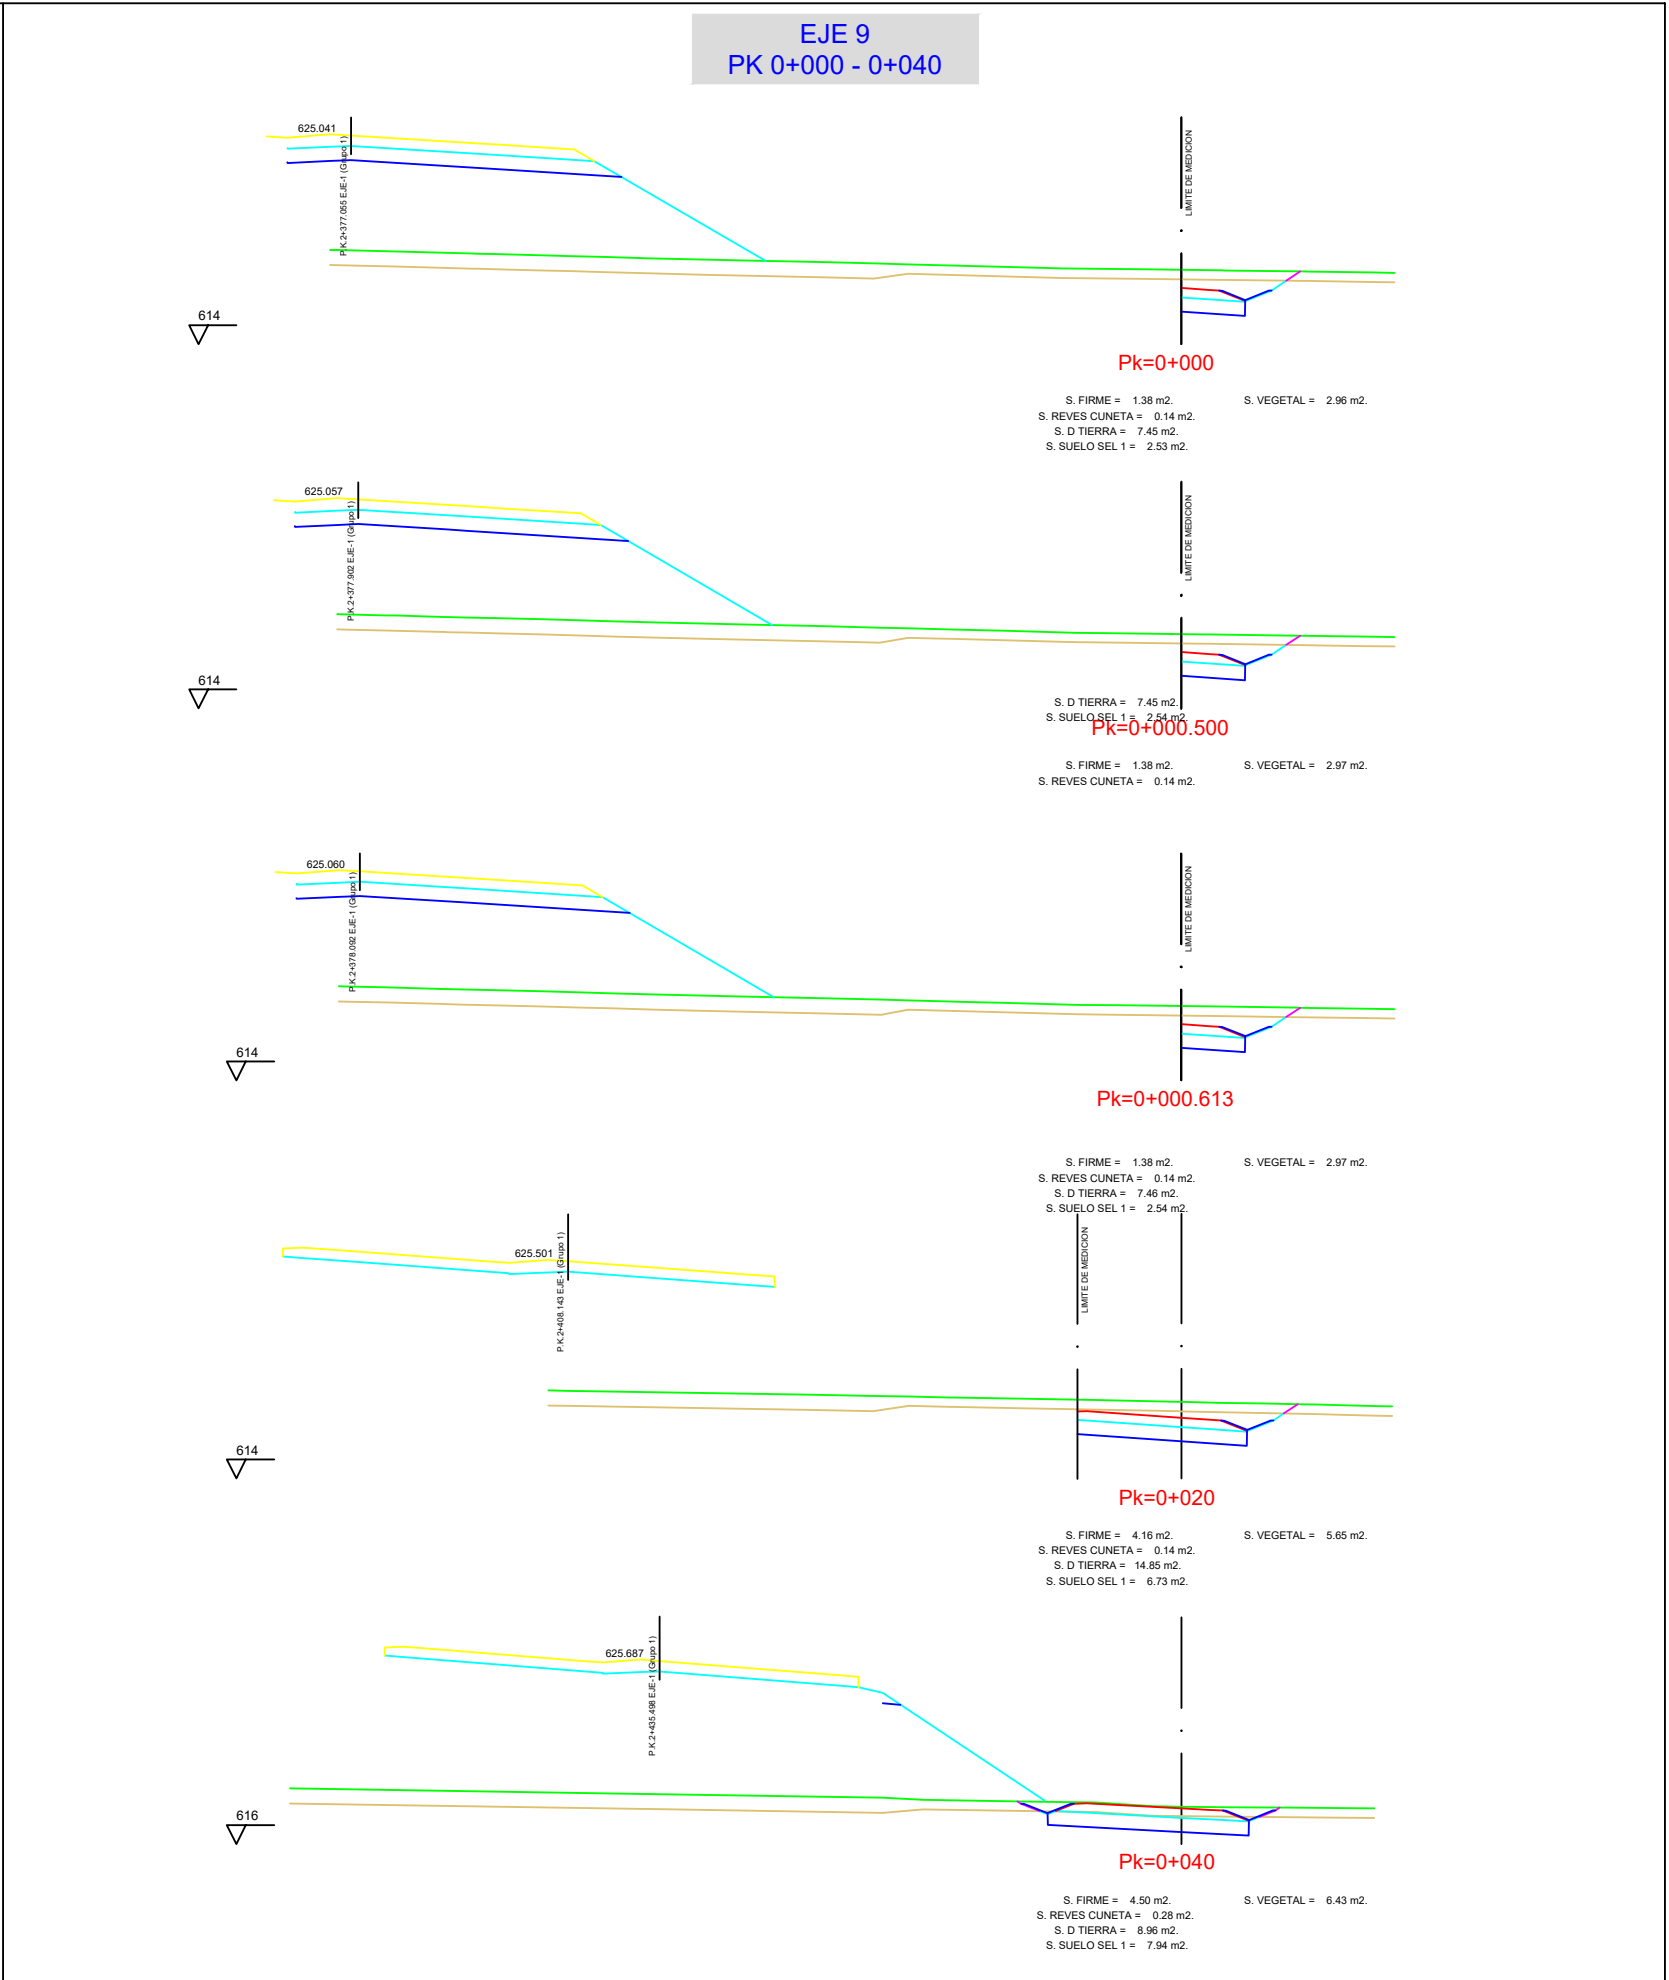 EJE 9
PK 0+000 - 0+040
625.041
P.K.2+377.055 EJE-1 (Grupo 1)
LIMITE DE MEDICION
614
Pk=0+000
S. FIRME = 1.38 m2. S. VEGETAL = 2.96 m2.
S. REVES CUNETA = 0.14 m2.
S. D TIERRA = 7.45 m2.
S. SUELO SEL 1 = 2.53 m2.
625.057
P.K.2+377.902 EJE-1 (Grupo 1)
LIMITE DE MEDICION
614
S. D TIERRA = 7.45 m2.
S. SUELO SEL 1 = 2.54 m2.
Pk=0+000.500
S. FIRME = 1.38 m2. S. VEGETAL = 2.97 m2.
S. REVES CUNETA = 0.14 m2.
625.060
P.K.2+378.092 EJE-1 (Grupo 1)
LIMITE DE MEDICION
614
Pk=0+000.613
S. FIRME = 1.38 m2. S. VEGETAL = 2.97 m2.
S. REVES CUNETA = 0.14 m2.
S. D TIERRA = 7.46 m2.
S. SUELO SEL 1 = 2.54 m2.
625.501
P.K.2+408.143 EJE-1 (Grupo 1)
LIMITE DE MEDICION
614
Pk=0+020
S. FIRME = 4.16 m2. S. VEGETAL = 5.65 m2.
S. REVES CUNETA = 0.14 m2.
S. D TIERRA = 14.85 m2.
S. SUELO SEL 1 = 6.73 m2.
625.687
P.K.2+435.498 EJE-1 (Grupo 1)
616
Pk=0+040
S. FIRME = 4.50 m2. S. VEGETAL = 6.43 m2.
S. REVES CUNETA = 0.28 m2.
S. D TIERRA = 8.96 m2.
S. SUELO SEL 1 = 7.94 m2.